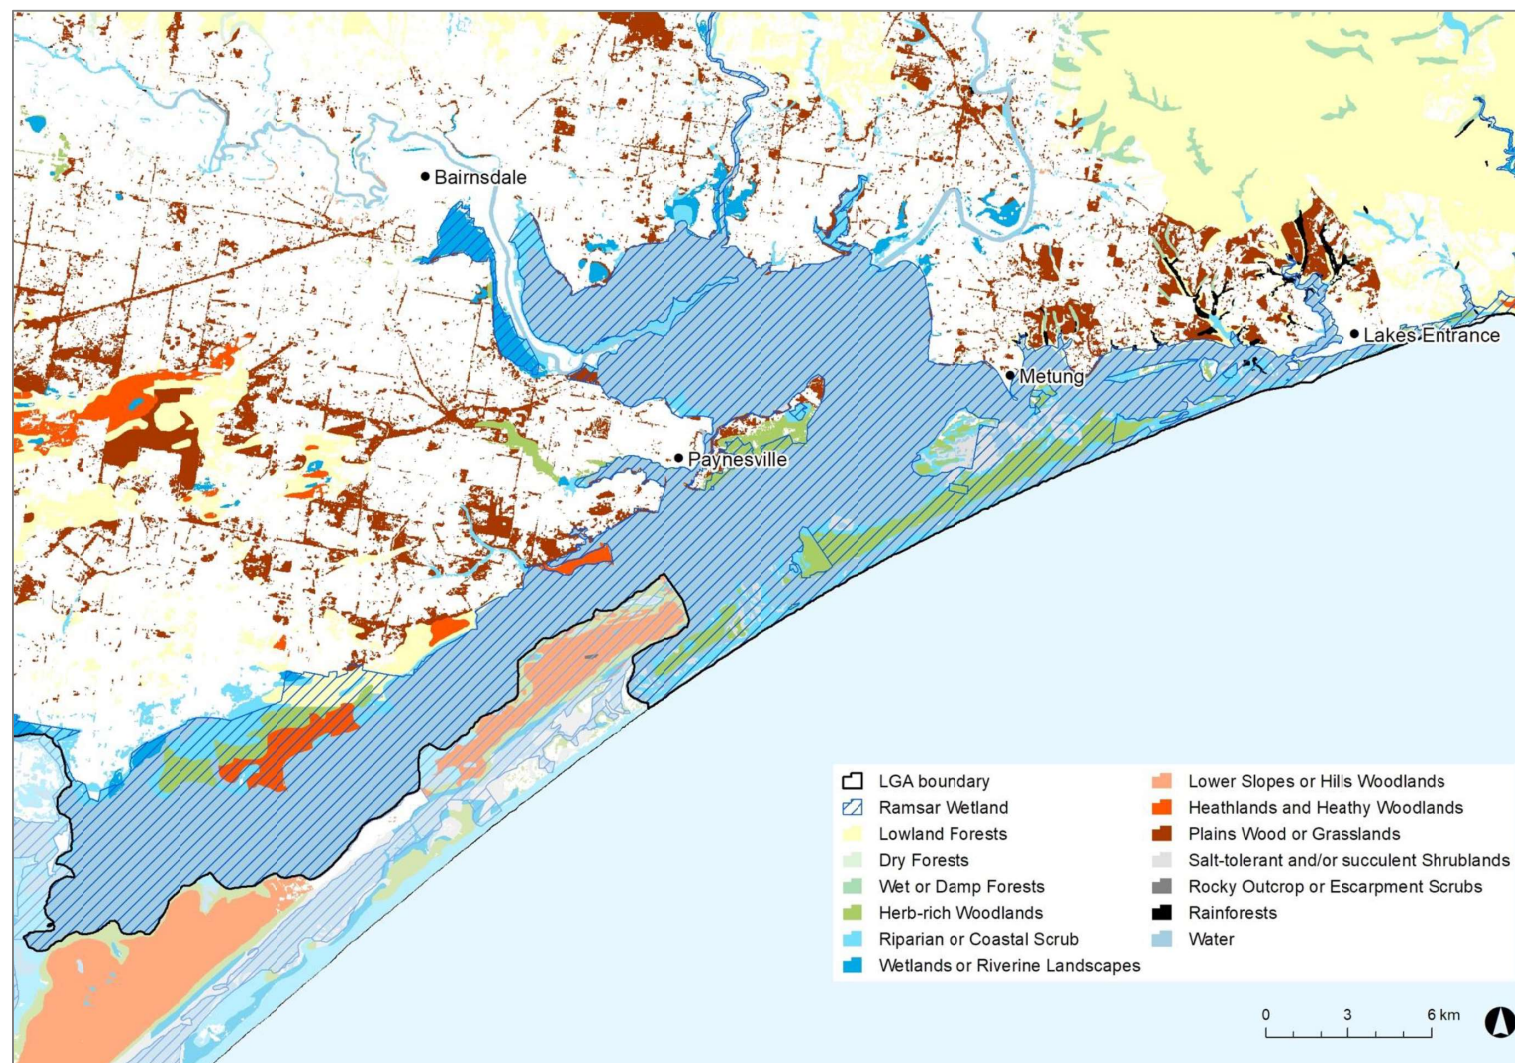 Bairnsdale
Lakes Entrance
Metung
Paynesville
LGA boundary
Ramsar Wetland
Lowland Forests
Dry Forests
Wet or Damp Forests
Herb-rich Woodlands
Riparian or Coastal Scrub
Wetlands or Riverine Landscapes
Lower Slopes or Hills Woodlands
Heathlands and Heathy Woodlands
Plains Wood or Grasslands
Salt-tolerant and/or succulent Shrublands
Rocky Outcrop or Escarpment Scrubs
Rainforests
Water
0 3 6 km